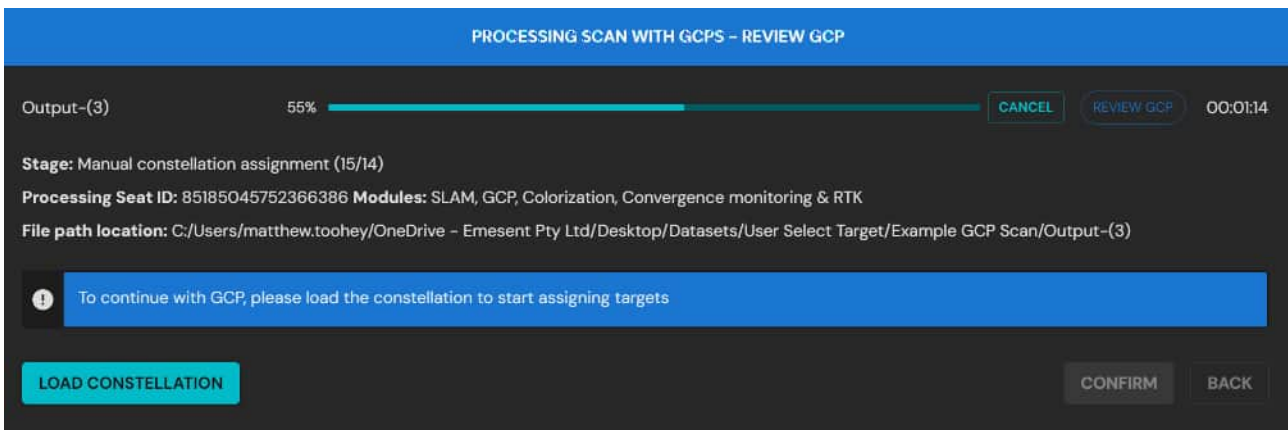 PROCESSING SCAN WITH GCPS - REVIEW GCP
Output-(3) 55% CANCEL REVIEW GCP 00:01:14
Stage: Manual constellation assignment (15/14)
Processing Seat ID: 85185045752366386 Modules: SLAM, GCP, Colorization, Convergence monitoring & RTK
File path location: C:/Users/matthew.toohey/OneDrive - Emesent Pty Ltd/Desktop/Datasets/User Select Target/Example GCP Scan/Output-(3)
To continue with GCP, please load the constellation to start assigning targets
LOAD CONSTELLATION CONFIRM BACK